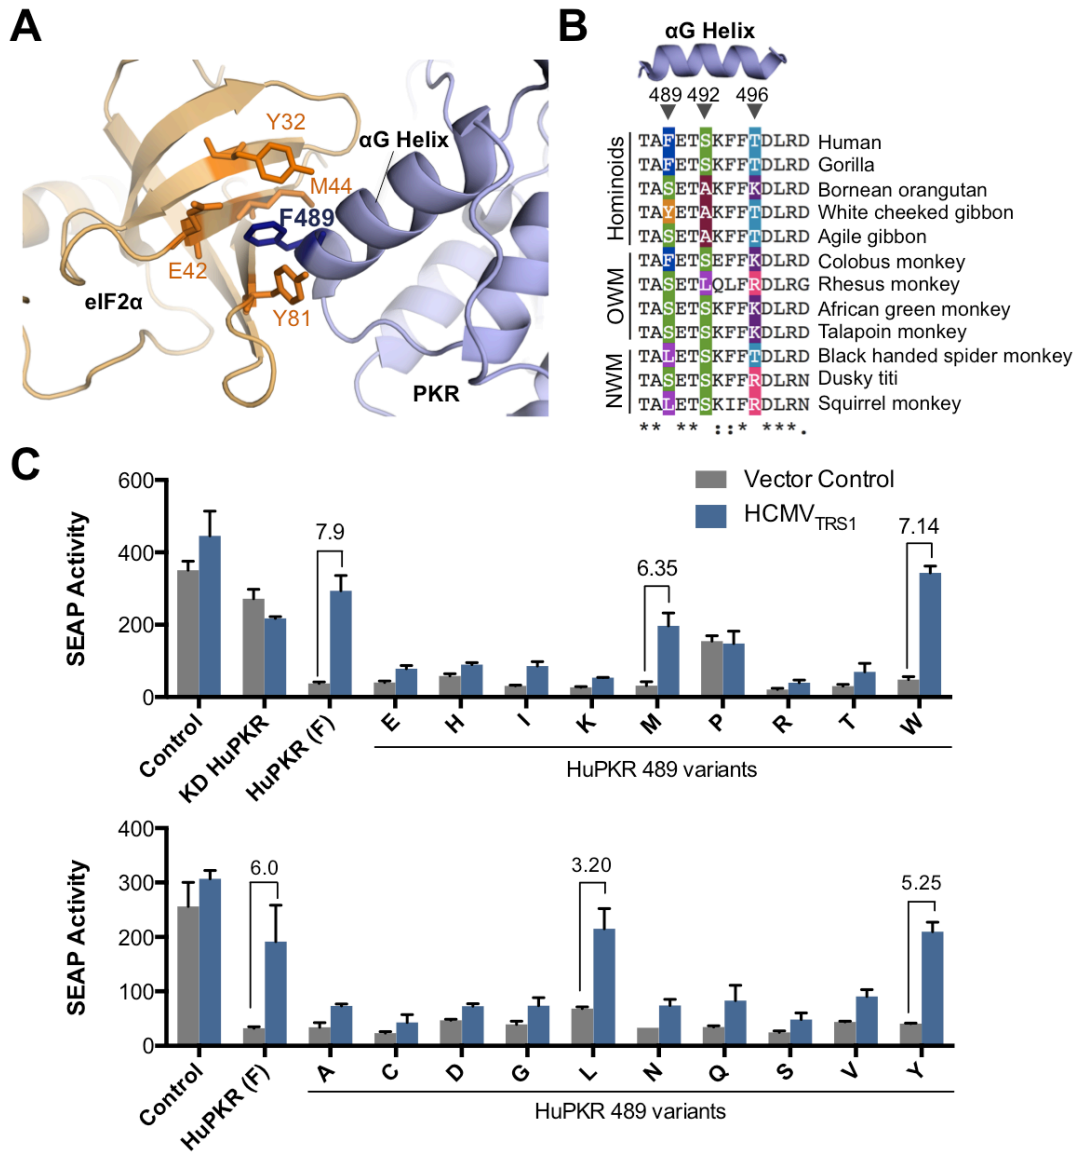 A
Y32
αG Helix
M44
F489
E42
eIF2α
Y81
PKR
B
αG Helix
489 492 496
Hominoids
TAFETSKFFTDLRD Human
TAFETSKFFTDLRD Gorilla
TASETAKFFKDLRD Bornean orangutan
TAYETAKFFTDLRD White cheeked gibbon
TASETAKFFTDLRD Agile gibbon
OWM
TAFETSEFFKDLRD Colobus monkey
TASETLQLFRDLRG Rhesus monkey
TASETSKFFKDLRD African green monkey
TASETSKFFKDLRD Talapoin monkey
NWM
TALETSKFFTDLRD Black handed spider monkey
TASETSKFFRDLRN Dusky titi
TALETSKIFRDLRN Squirrel monkey
** ** ::* ***.
C
Vector Control
HCMVTRS1
SEAP Activity
600
400
200
0
7.9
6.35
7.14
Control
KD HuPKR
HuPKR (F)
E H I K M P R T W
HuPKR 489 variants
SEAP Activity
400
300
200
100
0
6.0
3.20
5.25
Control
HuPKR (F)
A C D G L N Q S V Y
HuPKR 489 variants